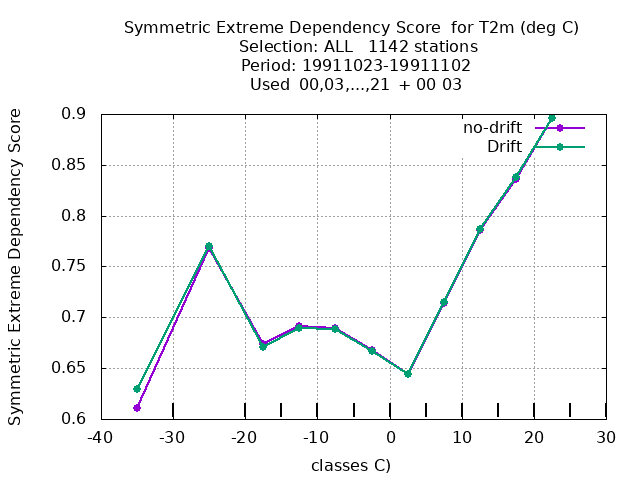 Symmetric Extreme Dependency Score  for T2m (deg C)
Selection: ALL   1142 stations
Period: 19911023-19911102
Used  00,03,...,21  + 00 03
Symmetric Extreme Dependency Score
0.9
0.85
0.8
0.75
0.7
0.65
0.6
no-drift
Drift
-40 -30 -20 -10 0 10 20 30
classes C)